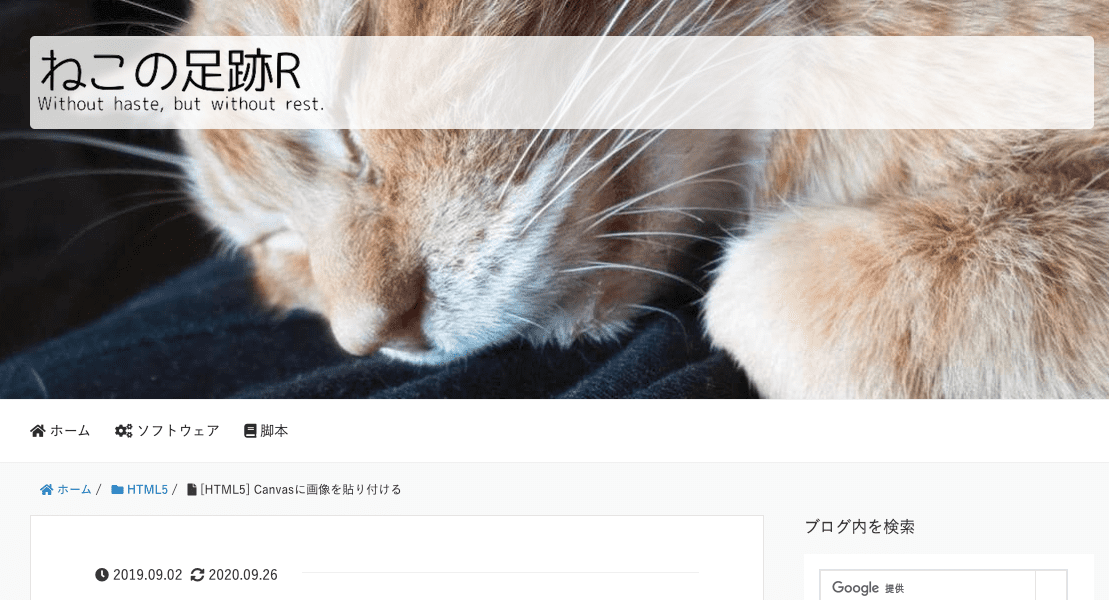 ねこの足跡R
Without haste, but without rest.
ホーム ソフトウェア 脚本
ホーム / HTML5 / [HTML5] Canvasに画像を貼り付ける
ブログ内を検索
2019.09.02 2020.09.26
Google 提供